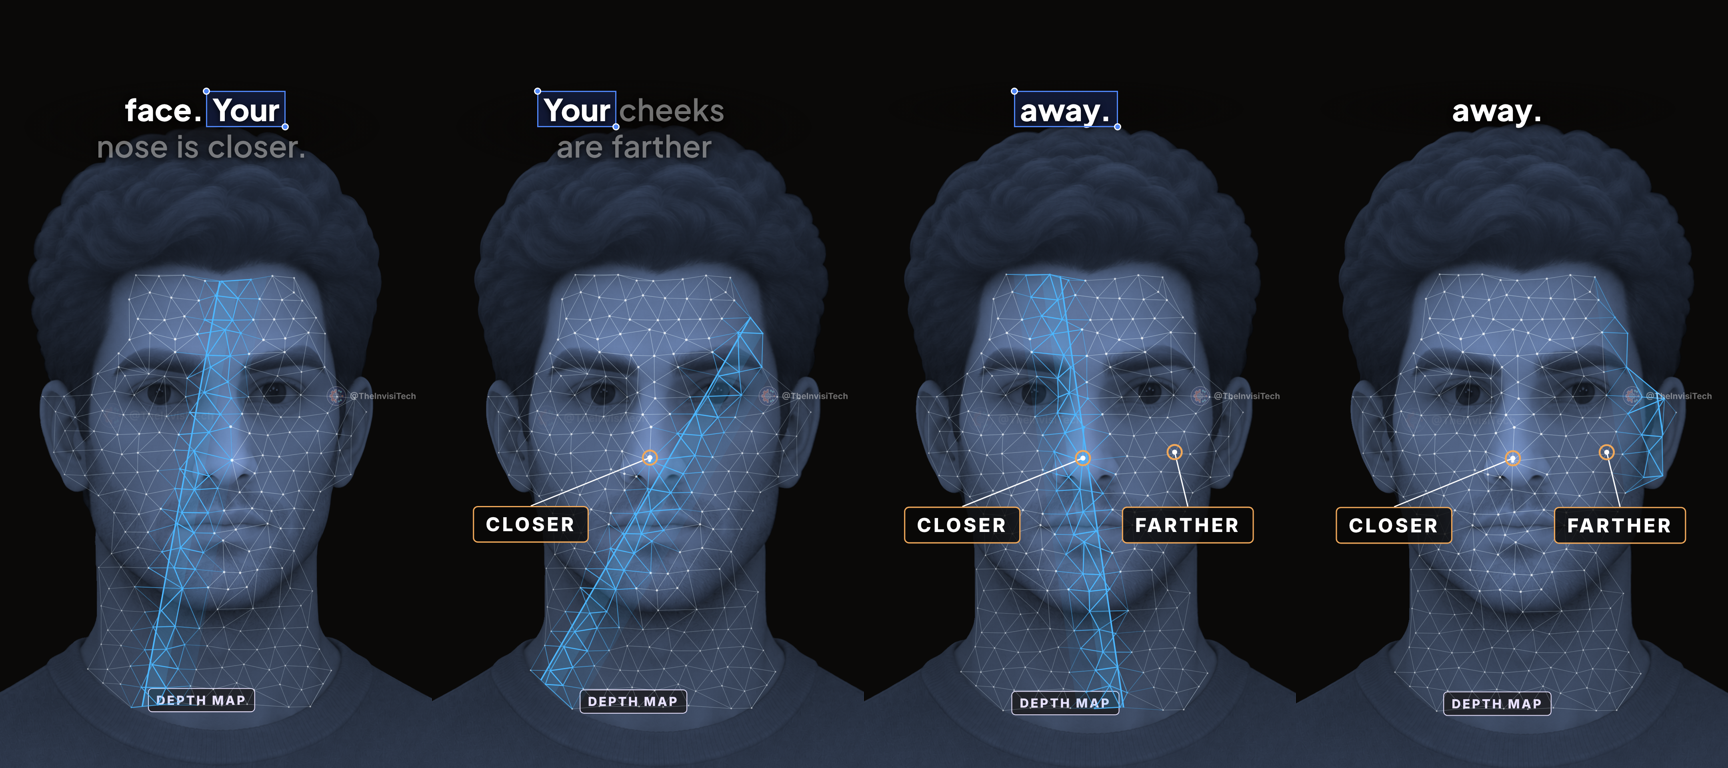 face. Your
nose is closer.
@TheInvisiTech
DEPTH MAP
Your cheeks
are farther
@TheInvisiTech
CLOSER
DEPTH MAP
away.
@TheInvisiTech
CLOSER
FARTHER
DEPTH MAP
away.
@TheInvisiTech
CLOSER
FARTHER
DEPTH MAP